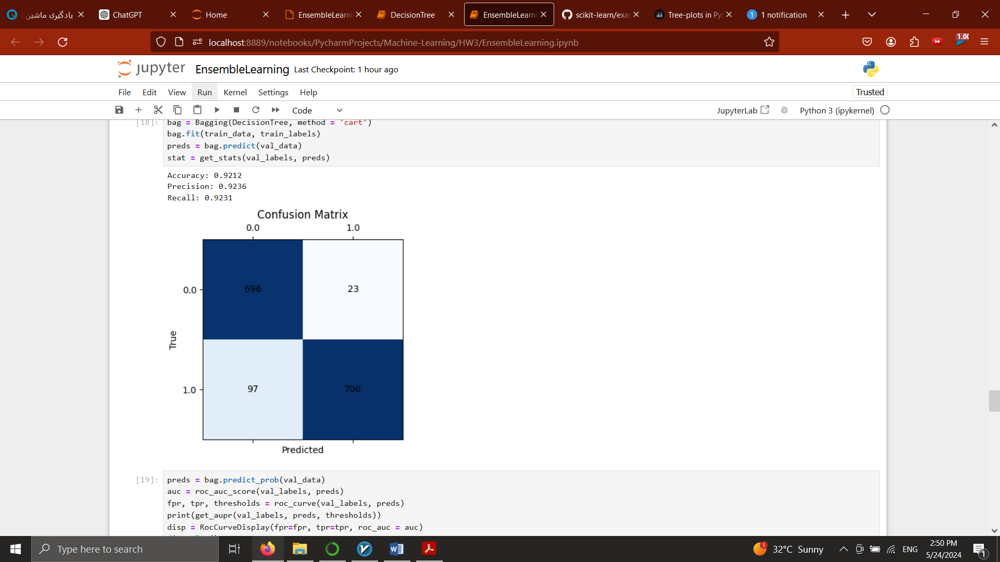 یادگیری ماشین
ChatGPT
Home
EnsembleLearni
DecisionTree
EnsembleLearni
scikit-learn/exa
Tree-plots in Py
1 1 notification
localhost:8889/notebooks/PycharmProjects/Machine-Learning/HW3/EnsembleLearning.ipynb
1.00
jupyter EnsembleLearning Last Checkpoint: 1 hour ago
File Edit View Run Kernel Settings Help
Trusted
Code
JupyterLab
Python 3 (ipykernel)
[18]: bag = Bagging(DecisionTree, method = 'cart')
bag.fit(train_data, train_labels)
preds = bag.predict(val_data)
stat = get_stats(val_labels, preds)
Accuracy: 0.9212
Precision: 0.9236
Recall: 0.9231
Confusion Matrix
0.0 1.0
0.0 696 23
True
1.0 97 706
Predicted
[19]: preds = bag.predict_prob(val_data)
auc = roc_auc_score(val_labels, preds)
fpr, tpr, thresholds = roc_curve(val_labels, preds)
print(get_aupr(val_labels, preds, thresholds))
disp = RocCurveDisplay(fpr=fpr, tpr=tpr, roc_auc = auc)
Type here to search
1
32°C Sunny
ENG
2:50 PM
5/24/2024
1